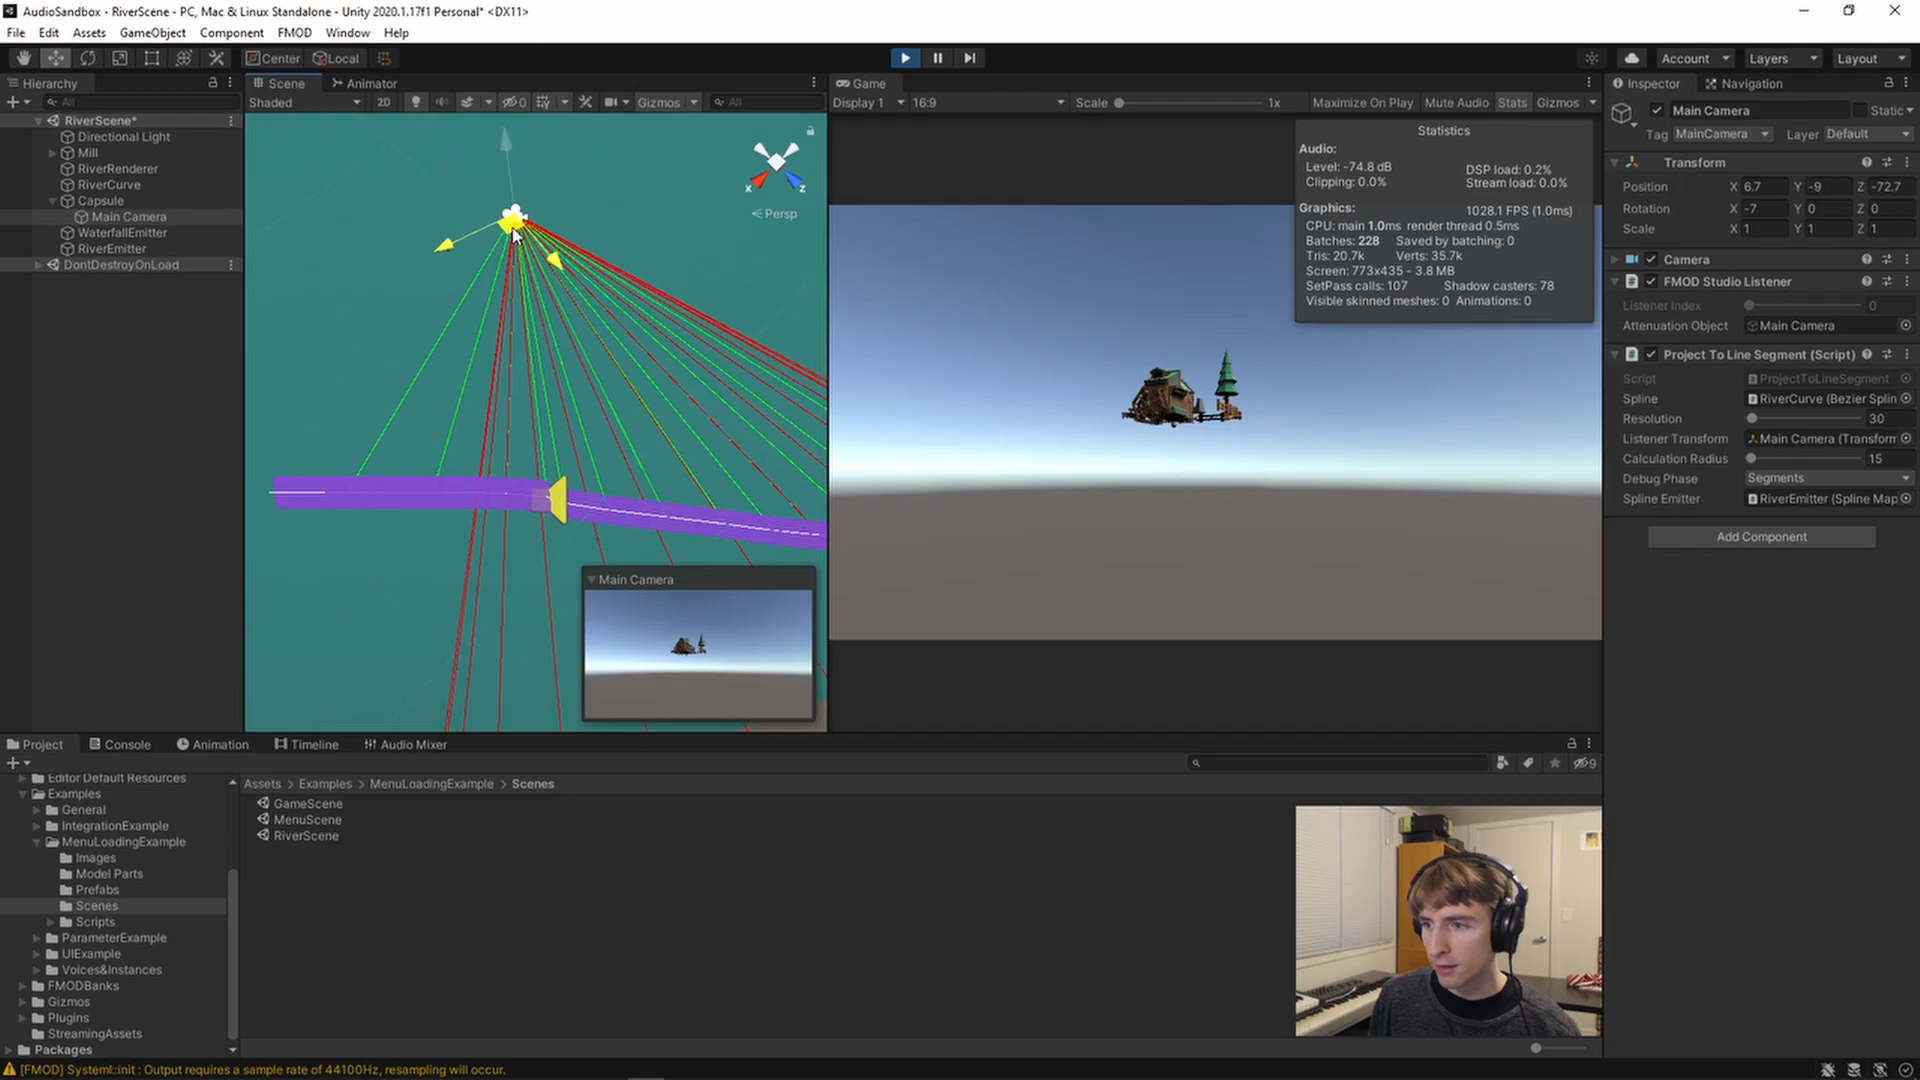 AudioSandbox - RiverScene - PC, Mac & Linux Standalone - Unity 2020.1.17f1 Personal* <DX11>
File Edit Assets GameObject Component FMOD Window Help
Center Local Account Layers Layout
Hierarchy
All
RiverScene*
Directional Light
Mill
RiverRenderer
RiverCurve
Capsule
Main Camera
WaterfallEmitter
RiverEmitter
DontDestroyOnLoad
Scene Animator
Shaded 2D 0 Gizmos All
x z
Persp
Main Camera
Game
Display 1 16:9 Scale 1x Maximize On Play Mute Audio Stats Gizmos
Statistics
Audio:
Level: -74.8 dB DSP load: 0.2%
Clipping: 0.0% Stream load: 0.0%
Graphics: 1028.1 FPS (1.0ms)
CPU: main 1.0ms render thread 0.5ms
Batches: 228 Saved by batching: 0
Tris: 20.7k Verts: 35.7k
Screen: 773x435 - 3.8 MB
SetPass calls: 107 Shadow casters: 78
Visible skinned meshes: 0 Animations: 0
Inspector Navigation
Main Camera Static
Tag MainCamera Layer Default
Transform
Position X 6.7 Y -9 Z -72.7
Rotation X -7 Y 0 Z 0
Scale X 1 Y 1 Z 1
Camera
FMOD Studio Listener
Listener Index 0
Attenuation Object Main Camera
Project To Line Segment (Script)
Script ProjectToLineSegment
Spline RiverCurve (Bezier Splin
Resolution 30
Listener Transform Main Camera (Transform
Calculation Radius 15
Debug Phase Segments
Spline Emitter RiverEmitter (Spline Map
Add Component
Project Console Animation Timeline Audio Mixer
9
Editor Default Resources
Examples
General
IntegrationExample
MenuLoadingExample
Images
Model Parts
Prefabs
Scenes
Scripts
ParameterExample
UIExample
Voices&Instances
FMODBanks
Gizmos
Plugins
StreamingAssets
Packages
Assets > Examples > MenuLoadingExample > Scenes
GameScene
MenuScene
RiverScene
[FMOD] SystemI::init : Output requires a sample rate of 44100Hz, resampling will occur.